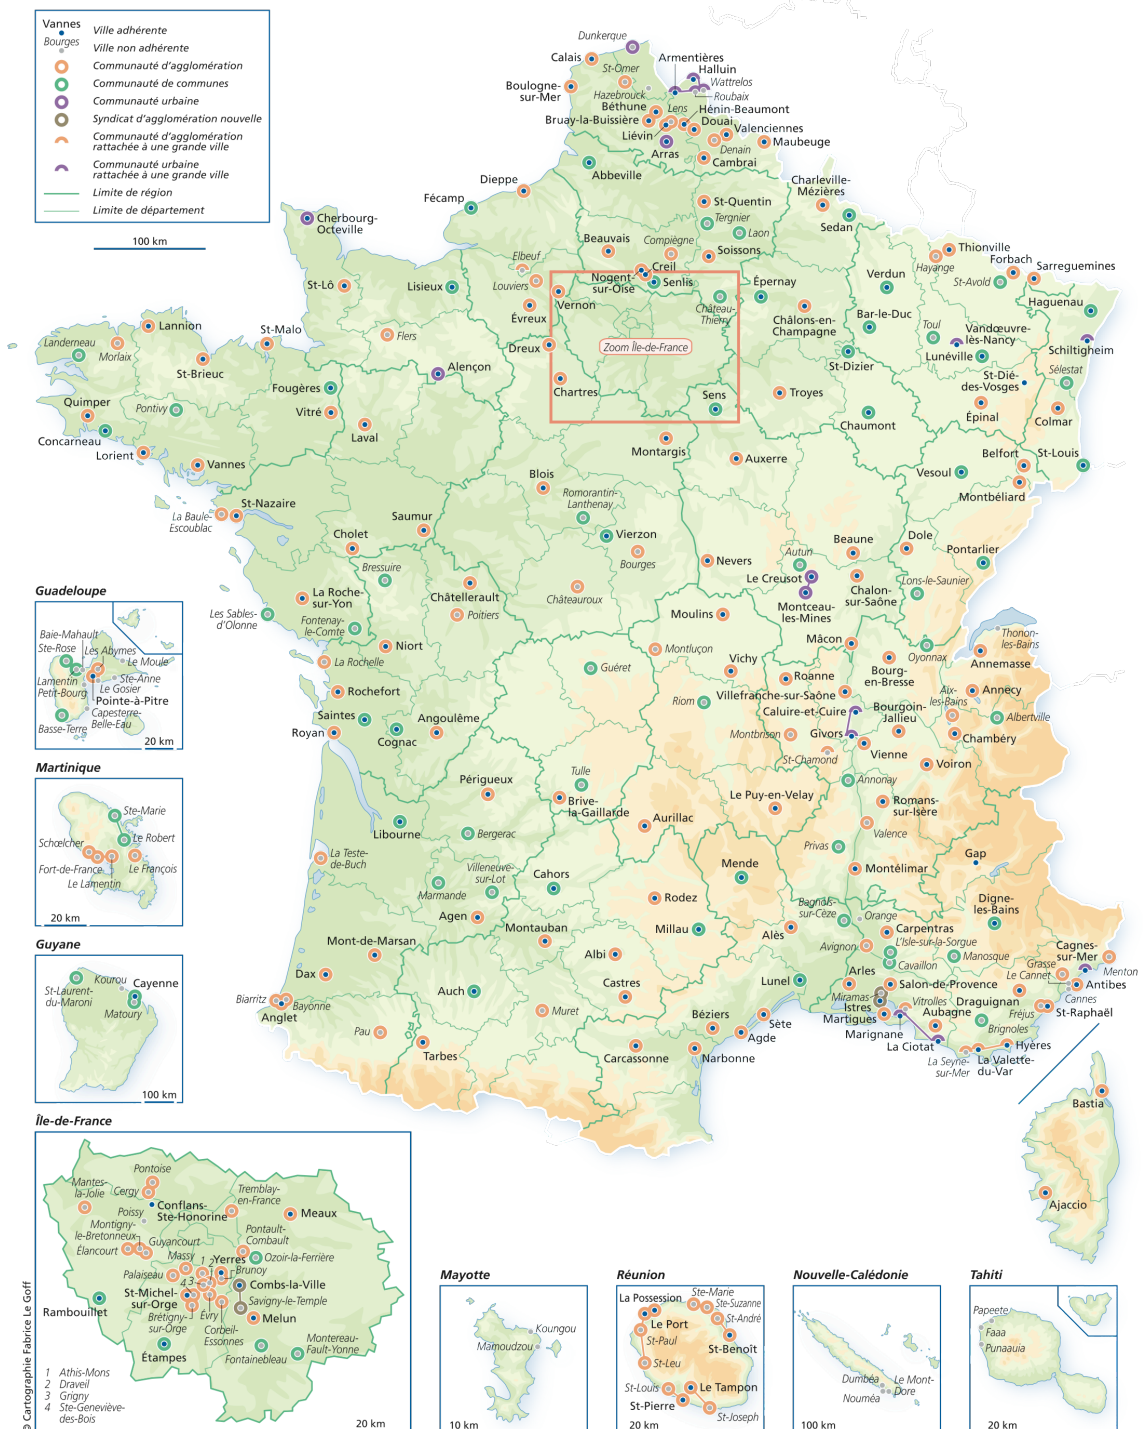 Vannes
Ville adhérente
Bourges
Ville non adhérente
Communauté d'agglomération
Communauté de communes
Communauté urbaine
Syndicat d'agglomération nouvelle
Communauté d'agglomération
rattachée à une grande ville
Communauté urbaine
rattachée à une grande ville
Limite de région
Limite de département
100 km
Dunkerque
Calais
St-Omer
Armentières
Halluin
Wattrelos
Boulogne-
sur-Mer
Hazebrouck
Roubaix
Béthune
Lens
Hénin-Beaumont
Bruay-la-Buissière
Douai
Liévin
Valenciennes
Denain
Maubeuge
Arras
Cambrai
Abbeville
Dieppe
Fécamp
Charleville-
Mézières
St-Quentin
Sedan
Tergnier
Laon
Cherbourg-
Octeville
Beauvais
Compiègne
Soissons
Elbeuf
Creil
Nogent-
sur-Oise
Senlis
Louviers
Vernon
St-Lô
Lisieux
Évreux
Épernay
Château-
Thierry
Châlons-en-
Champagne
Verdun
Thionville
Hayange
Forbach
Sarreguemines
St-Avold
Haguenau
Bar-le-Duc
Toul
Vandœuvre-
lès-Nancy
Lunéville
Schiltigheim
Lannion
St-Malo
Landerneau
Morlaix
St-Brieuc
Flers
Dreux
Zoom Île-de-France
Alençon
Chartres
Sens
Troyes
St-Dizier
St-Dié-
des-Vosges
Sélestat
Épinal
Colmar
Chaumont
Fougères
Vitré
Laval
Quimper
Pontivy
Concarneau
Lorient
Vannes
Montargis
Auxerre
Belfort
St-Louis
Vesoul
Montbéliard
Blois
Romorantin-
Lanthenay
St-Nazaire
La Baule-
Escoublac
Saumur
Cholet
Vierzon
Bourges
Nevers
Autun
Beaune
Dole
Pontarlier
Bressuire
Le Creusot
Chalon-
sur-Saône
Lons-le-Saunier
Montceau-
les-Mines
La Roche-
sur-Yon
Châtellerault
Poitiers
Châteauroux
Les Sables-
d'Olonne
Fontenay-
le-Comte
Moulins
Niort
La Rochelle
Montluçon
Mâcon
Oyonnax
Thonon-
les-Bains
Annemasse
Guéret
Vichy
Roanne
Bourg-
en-Bresse
Rochefort
Riom
Villefranche-sur-Saône
Aix-
les-Bains
Annecy
Saintes
Angoulême
Caluire-et-Cuire
Bourgoin-
Jallieu
Albertville
Royan
Cognac
Montbrison
Givors
Chambéry
Vienne
St-Chamond
Voiron
Périgueux
Tulle
Annonay
Brive-
la-Gaillarde
Le Puy-en-Velay
Romans-
sur-Isère
Libourne
Bergerac
Aurillac
Valence
Privas
La Teste-
de-Buch
Villeneuve-
sur-Lot
Cahors
Mende
Montélimar
Gap
Marmande
Rodez
Bagnols-
sur-Cèze
Orange
Digne-
les-Bains
Agen
Montauban
Millau
Alès
Carpentras
L'Isle-sur-la-Sorgue
Mont-de-Marsan
Albi
Avignon
Cavaillon
Manosque
Cagnes-
sur-Mer
Grasse
Menton
Le Cannet
Dax
Auch
Castres
Lunel
Arles
Salon-de-Provence
Antibes
Biarritz
Bayonne
Anglet
Muret
Miramas
Istres
Vitrolles
Draguignan
Cannes
Fréjus
St-Raphaël
Pau
Tarbes
Béziers
Sète
Agde
Martigues
Aubagne
Marignane
Brignoles
La Ciotat
Hyères
Carcassonne
Narbonne
La Seyne-
sur-Mer
La Valette-
du-Var
Bastia
Ajaccio
Guadeloupe
Baie-Mahault
Ste-Rose
Les Abymes
Le Moule
Lamentin
Ste-Anne
Petit-Bourg
Le Gosier
Pointe-à-Pitre
Capesterre-
Belle-Eau
Basse-Terre
20 km
Martinique
Ste-Marie
Schœlcher
Le Robert
Fort-de-France
Le François
Le Lamentin
20 km
Guyane
Kourou
Cayenne
St-Laurent-
du-Maroni
Matoury
100 km
Île-de-France
Pontoise
Mantes-
la-Jolie
Cergy
Tremblay-
en-France
Conflans-
Ste-Honorine
Poissy
Meaux
Montigny-
le-Bretonneux
Guyancourt
Pontault-
Combault
Élancourt
Massy
1
2
Yerres
Ozoir-la-Ferrière
Palaiseau
Brunoy
4
3
Combs-la-Ville
Rambouillet
St-Michel-
sur-Orge
Savigny-le-Temple
Brétigny-
sur-Orge
Évry
Melun
Corbeil-
Essonnes
Étampes
Fontainebleau
Montereau-
Fault-Yonne
1 Athis-Mons
2 Draveil
3 Grigny
4 Ste-Geneviève-
des-Bois
20 km
© Cartographie Fabrice Le Goff
Mayotte
Koungou
Mamoudzou
10 km
Réunion
La Possession
Ste-Marie
Ste-Suzanne
Le Port
St-André
St-Paul
St-Benoît
St-Leu
St-Louis
Le Tampon
St-Pierre
St-Joseph
20 km
Nouvelle-Calédonie
Dumbéa
Le Mont-
Dore
Nouméa
100 km
Tahiti
Papeete
Faaa
Punaauia
20 km